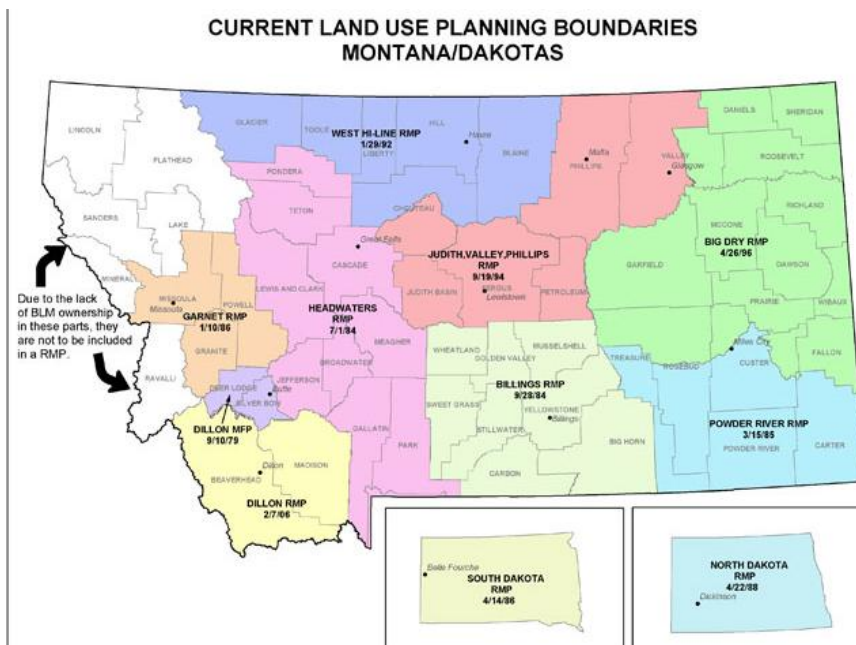 CURRENT LAND USE PLANNING BOUNDARIES
MONTANA/DAKOTAS
LINCOLN
FLATHEAD
SANDERS
LAKE
MINERAL
GLACIER
TOOLE
HILL
WEST HI-LINE RMP
1/29/92
LIBERTY
Havre
BLAINE
CHOUTEAU
PHILLIPS
Malta
VALLEY
Glasgow
DANIELS
SHERIDAN
ROOSEVELT
RICHLAND
MCCONE
BIG DRY RMP
4/26/96
GARFIELD
DAWSON
PRAIRIE
WIBAUX
FALLON
PONDERA
TETON
Great Falls
CASCADE
LEWIS AND CLARK
JUDITH,VALLEY,PHILLIPS
RMP
9/19/94
JUDITH BASIN
FERGUS
Lewistown
PETROLEUM
Due to the lack
of BLM ownership
in these parts, they
are not to be included
in a RMP.
MISSOULA
Missoula
POWELL
GARNET RMP
1/10/86
GRANITE
RAVALLI
HEADWATERS
RMP
7/1/84
MEAGHER
BROADWATER
JEFFERSON
GALLATIN
PARK
DEER LODGE
SILVER BOW
Butte
DILLON MFP
9/10/79
Dillon
MADISON
BEAVERHEAD
DILLON RMP
2/7/06
WHEATLAND
GOLDEN VALLEY
MUSSELSHELL
BILLINGS RMP
9/28/84
SWEET GRASS
STILLWATER
YELLOWSTONE
Billings
BIG HORN
CARBON
TREASURE
ROSEBUD
Miles City
CUSTER
POWDER RIVER RMP
3/15/85
POWDER RIVER
CARTER
Belle Fourche
SOUTH DAKOTA
RMP
4/14/86
NORTH DAKOTA
RMP
4/22/88
Dickinson